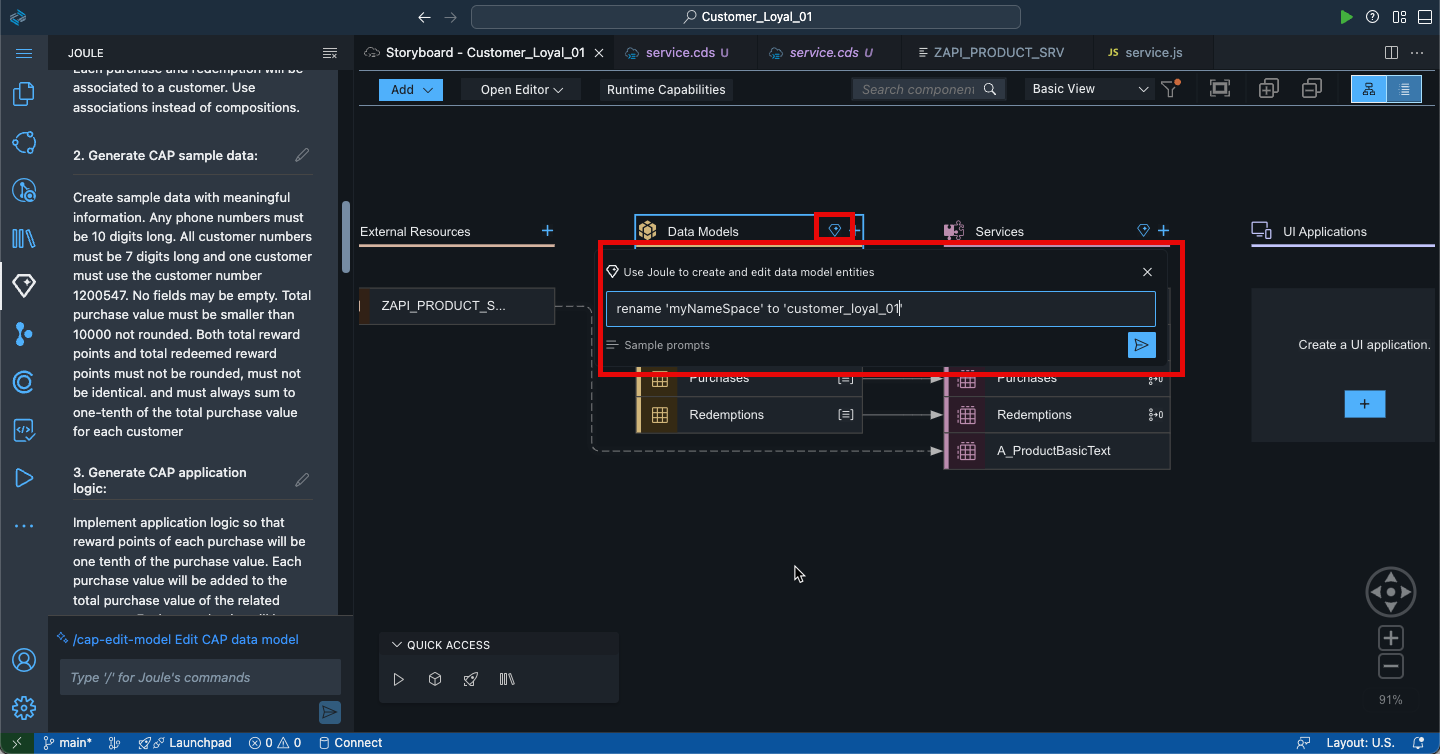 Customer_Loyal_01
JOULE
Storyboard - Customer_Loyal_01
service.cds U
service.cds U
ZAPI_PRODUCT_SRV
JS service.js
Add
Open Editor
Runtime Capabilities
Search component
Basic View
Each purchase and redemption will be
associated to a customer. Use
associations instead of compositions.
2. Generate CAP sample data:
Create sample data with meaningful
information. Any phone numbers must
be 10 digits long. All customer numbers
must be 7 digits long and one customer
must use the customer number
1200547. No fields may be empty. Total
purchase value must be smaller than
10000 not rounded. Both total reward
points and total redeemed reward
points must not be rounded, must not
be identical. and must always sum to
one-tenth of the total purchase value
for each customer
3. Generate CAP application
logic:
Implement application logic so that
reward points of each purchase will be
one tenth of the purchase value. Each
purchase value will be added to the
total purchase value of the related
/cap-edit-model Edit CAP data model
Type '/' for Joule's commands
External Resources
Data Models
Services
UI Applications
ZAPI_PRODUCT_S...
Use Joule to create and edit data model entities
rename 'myNameSpace' to 'customer_loyal_01'
Sample prompts
Purchases
Purchases
Redemptions
Redemptions
A_ProductBasicText
Create a UI application.
QUICK ACCESS
91%
main*
Launchpad
0
0
Connect
Layout: U.S.